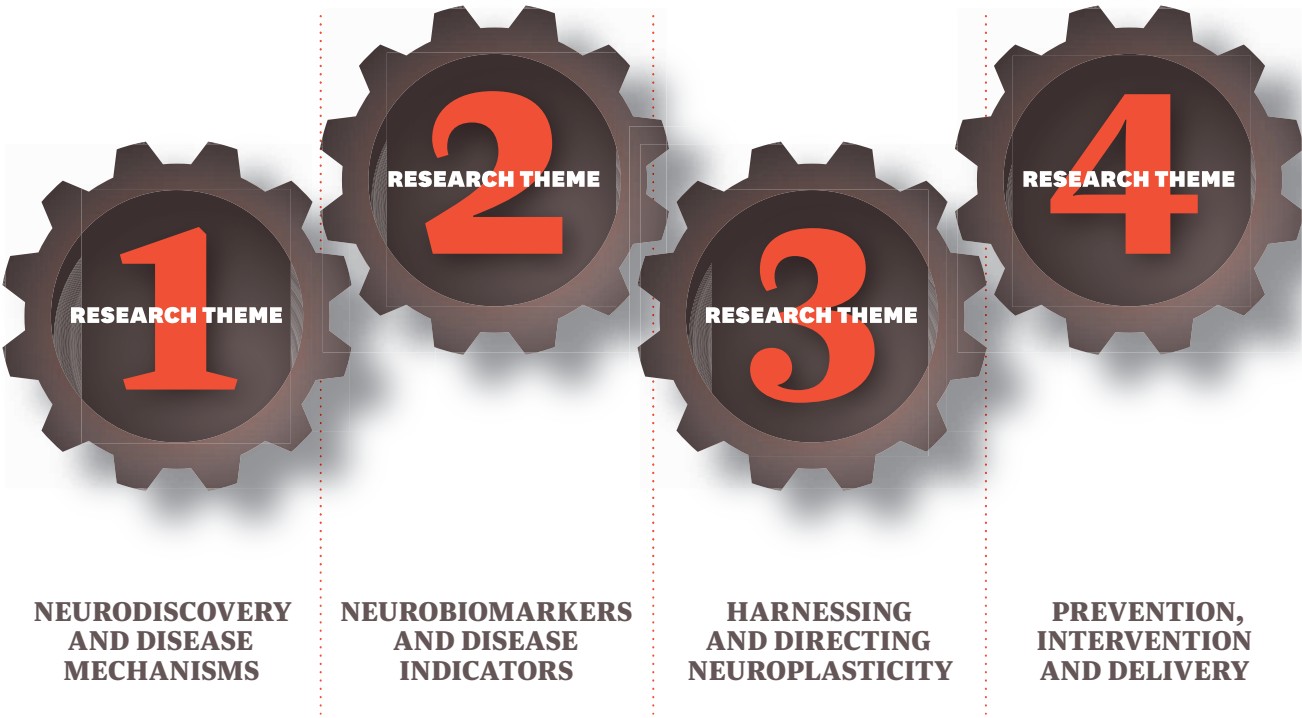 1
RESEARCH THEME
NEURODISCOVERY
AND DISEASE
MECHANISMS
2
RESEARCH THEME
NEUROBIOMARKERS
AND DISEASE
INDICATORS
3
RESEARCH THEME
HARNESSING
AND DIRECTING
NEUROPLASTICITY
4
RESEARCH THEME
PREVENTION,
INTERVENTION
AND DELIVERY